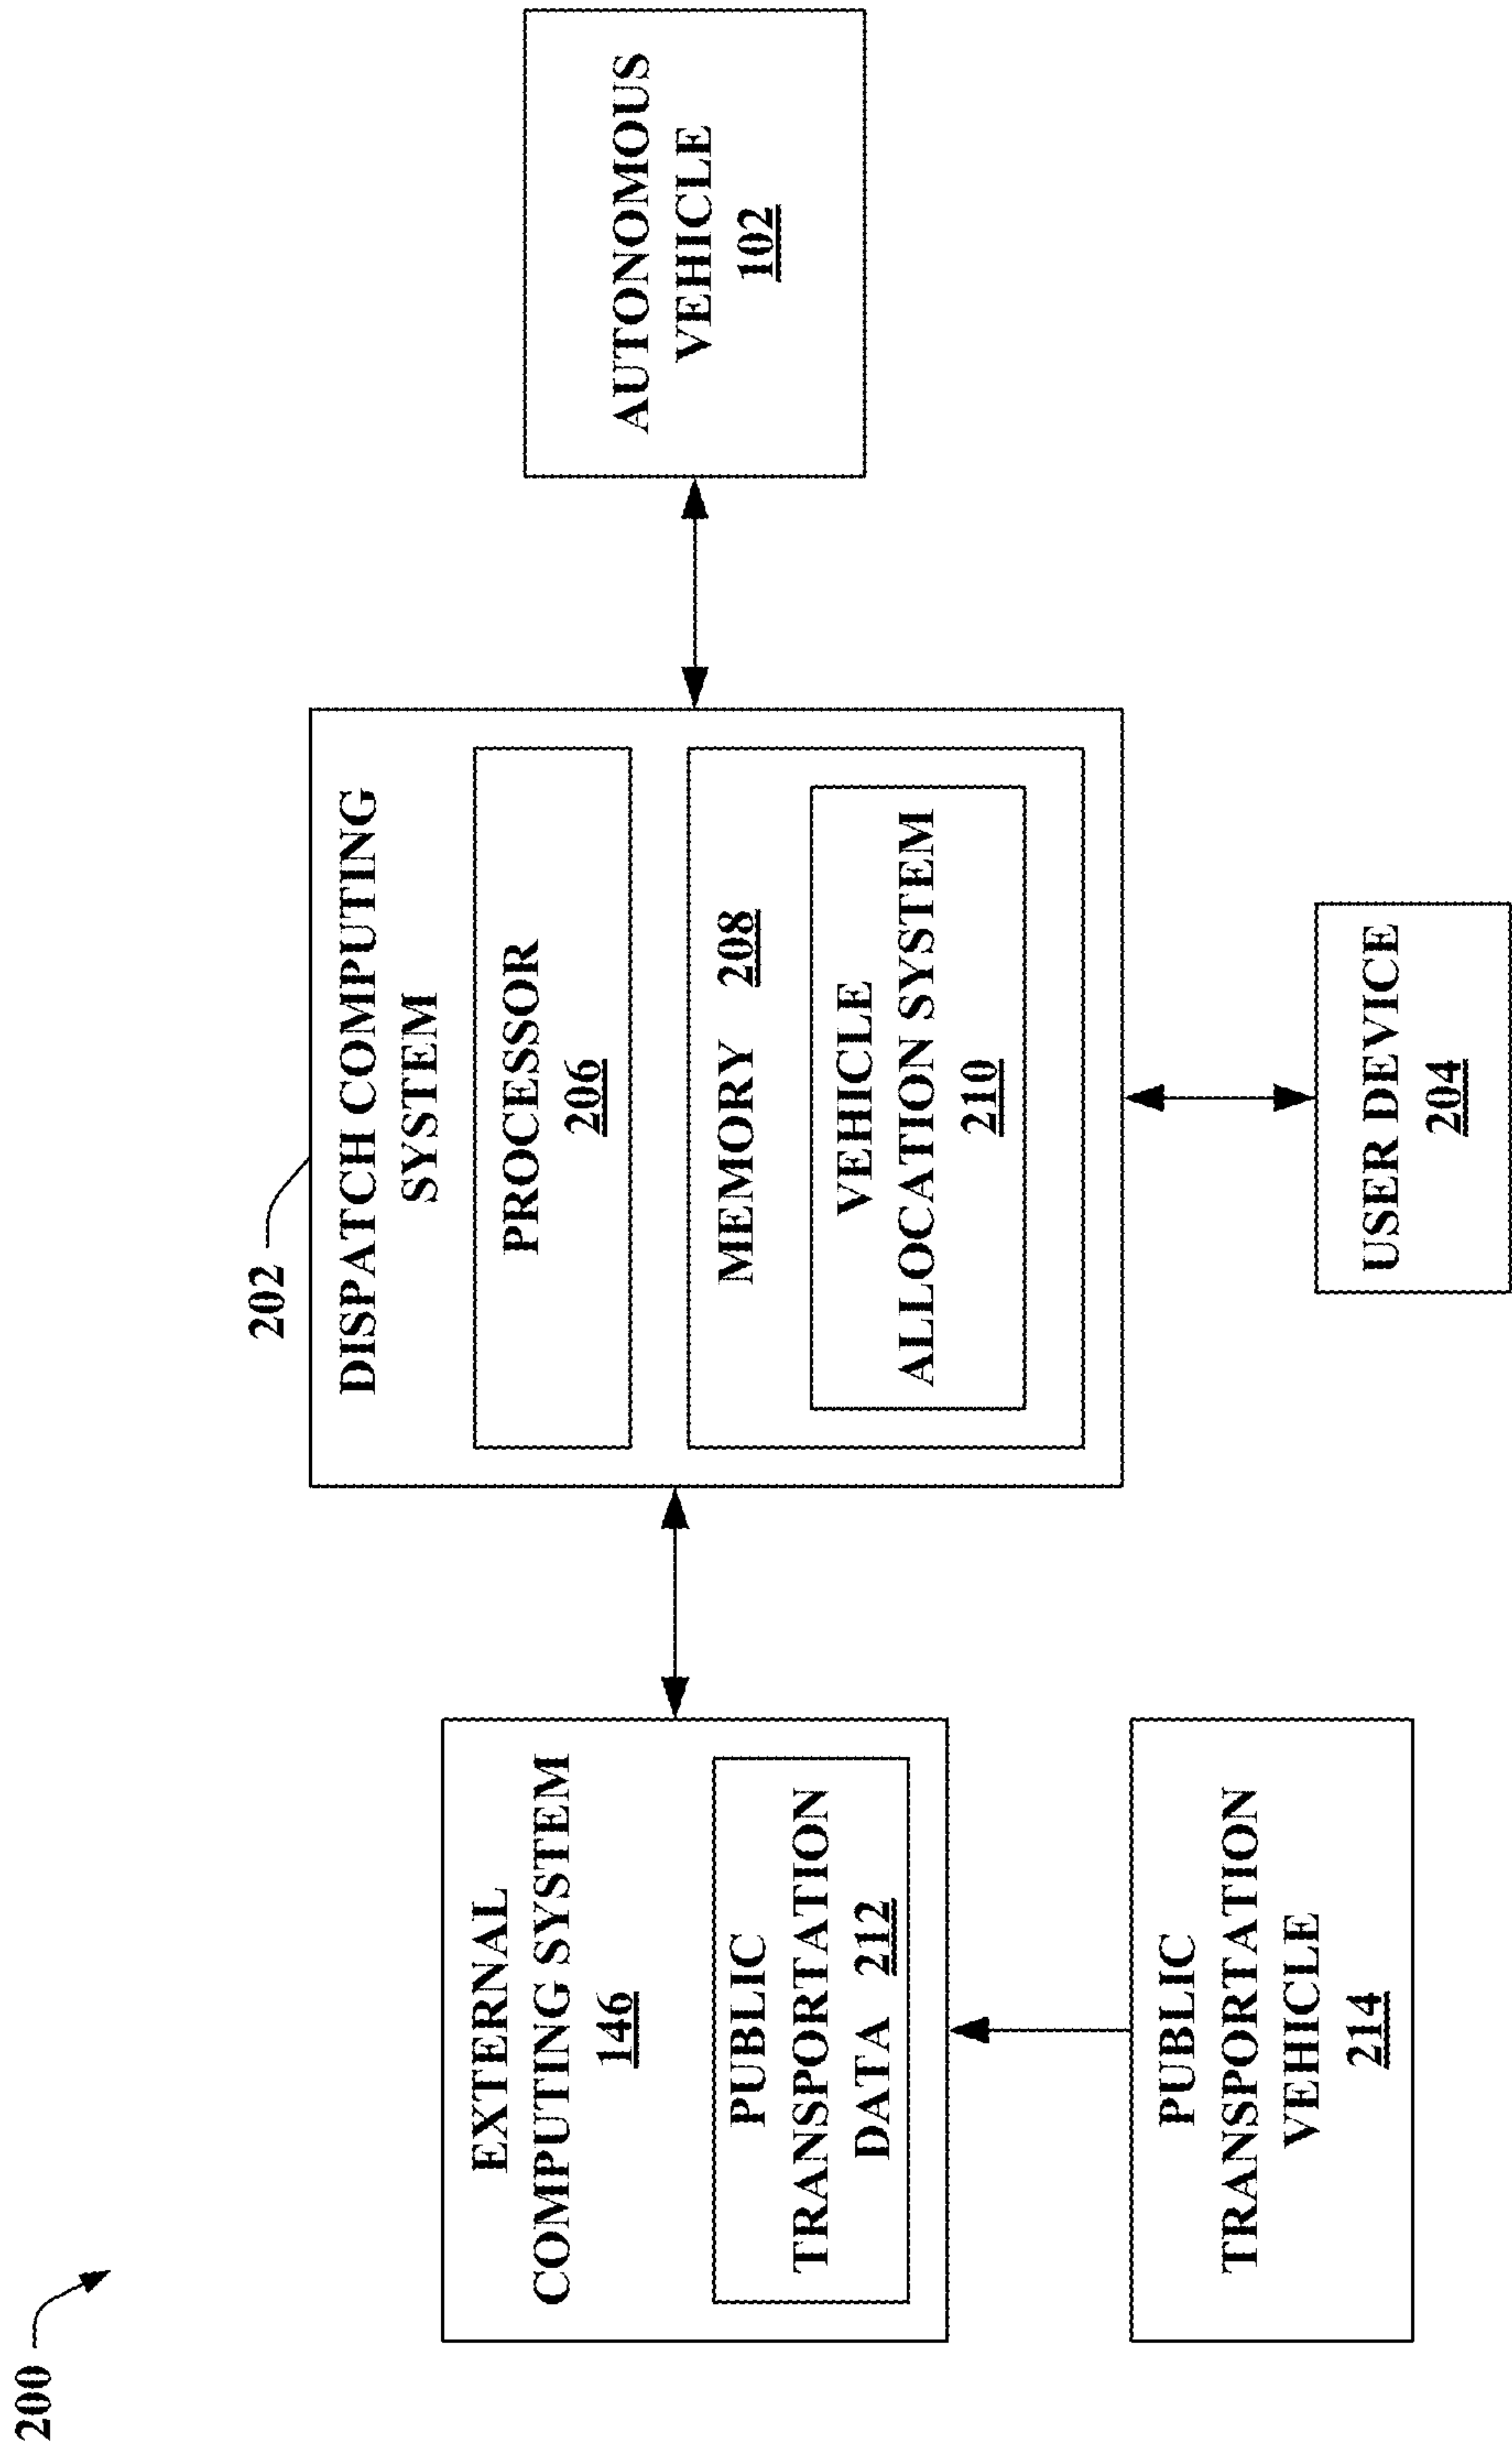 200
202
EXTERNAL
COMPUTING SYSTEM
146
PUBLIC
TRANSPORTATION
DATA 212
PUBLIC
TRANSPORTATION
VEHICLE
214
DISPATCH COMPUTING
SYSTEM
PROCESSOR
206
MEMORY 208
VEHICLE
ALLOCATION SYSTEM
210
USER DEVICE
204
AUTONOMOUS
VEHICLE
102